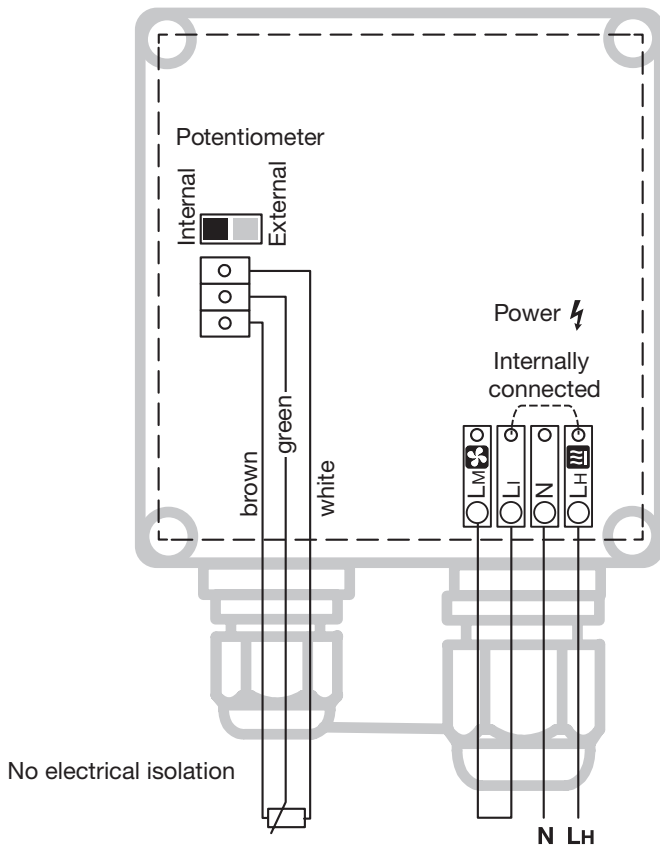 Potentiometer
Internal
External
Power
Internally
connected
LM
LI
N
LH
brown
green
white
No electrical isolation
N LH